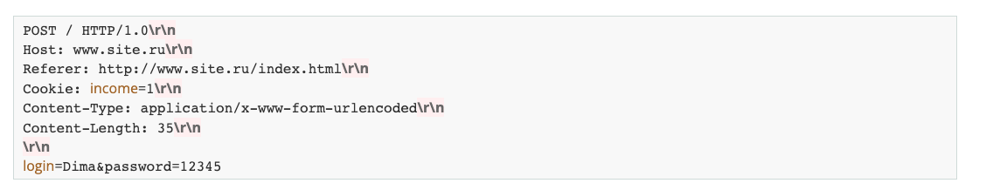 POST / HTTP/1.0\r\n
Host: www.site.ru\r\n
Referer: http://www.site.ru/index.html\r\n
Cookie: income=1\r\n
Content-Type: application/x-www-form-urlencoded\r\n
Content-Length: 35\r\n
\r\n
login=Dima&password=12345